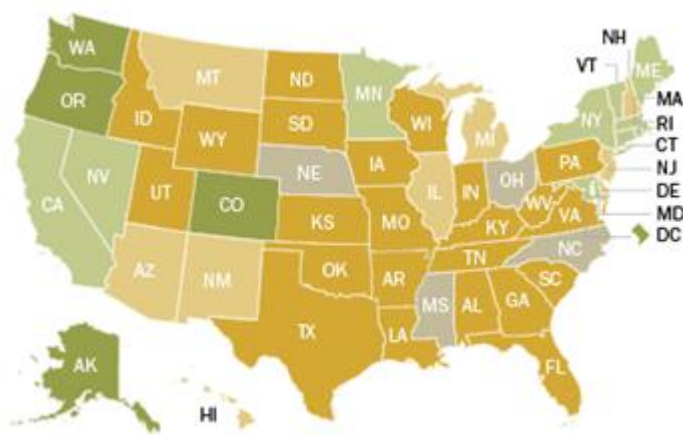 WA
MT
ND
MN
NH
VT
ME
OR
ID
SD
WI
NY
MA
WY
MI
RI
CT
NV
NE
IA
PA
NJ
CA
UT
CO
IL
IN
OH
DE
WV
MD
KS
MO
KY
VA
DC
AZ
NM
OK
AR
TN
NC
SC
TX
MS
AL
GA
LA
AK
FL
HI